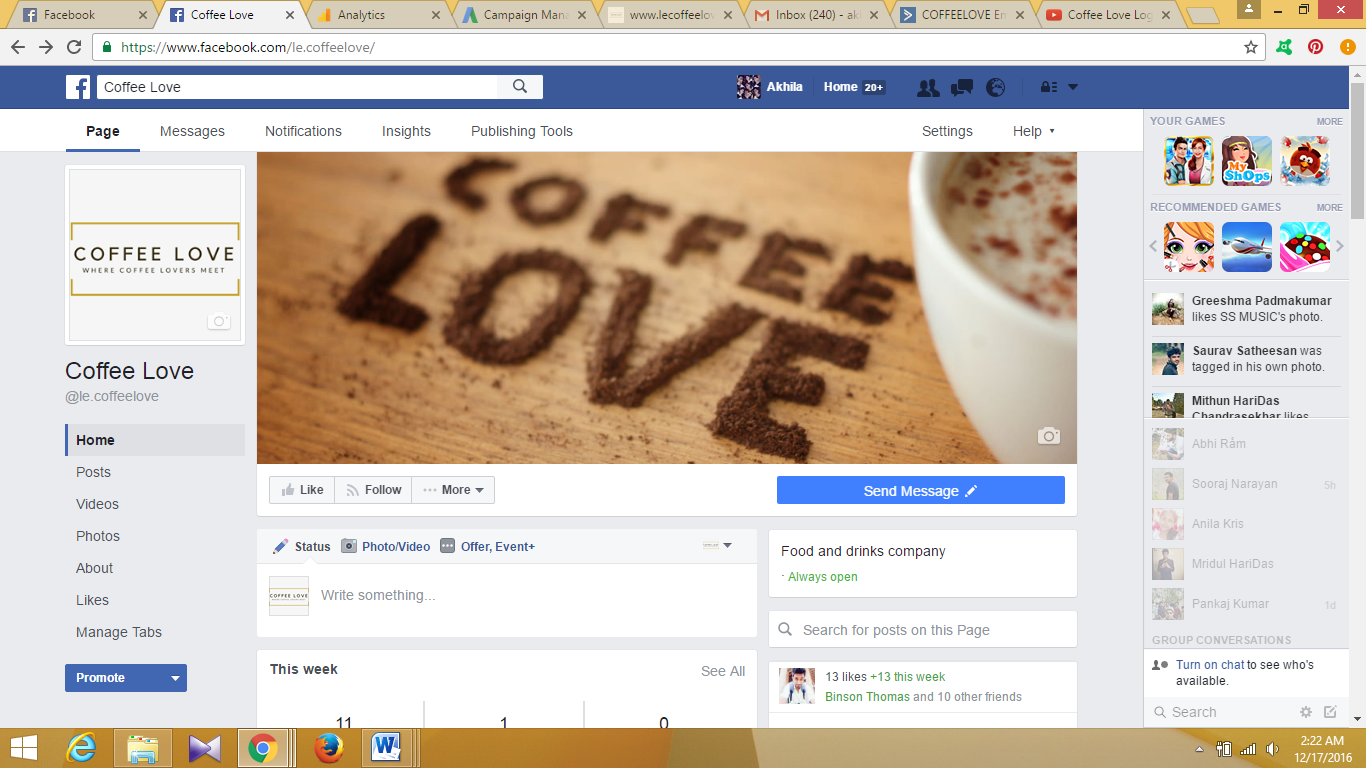 Facebook
Coffee Love
Analytics
Campaign Mana
www.lecoffeelov
Inbox (240) - ak
COFFEELOVE En
Coffee Love Log
https://www.facebook.com/le.coffeelove/
Coffee Love
Akhila
Home 20+
Page
Messages
Notifications
Insights
Publishing Tools
Settings
Help
YOUR GAMES
MORE
My
ShOps
RECOMMENDED GAMES
MORE
COFFEE LOVE
WHERE COFFEE LOVERS MEET
COFFEE
LOVE
Greeshma Padmakumar
likes SS MUSIC's photo.
Saurav Satheesan was
tagged in his own photo.
Mithun HariDas
Chandrasekhar likes
Coffee Love
@le.coffeelove
Home
Posts
Videos
Photos
About
Likes
Manage Tabs
Promote
Like
Follow
More
Send Message
Status
Photo/Video
Offer, Event+
COFFEE LOVE
Write something...
This week
See All
11
1
0
Food and drinks company
· Always open
Search for posts on this Page
13 likes +13 this week
Binson Thomas and 10 other friends
Abhi Råm
Sooraj Narayan 5h
Anila Kris
Mridul HariDas
Pankaj Kumar 1d
GROUP CONVERSATIONS
Turn on chat to see who's
available.
Search
2:22 AM
12/17/2016